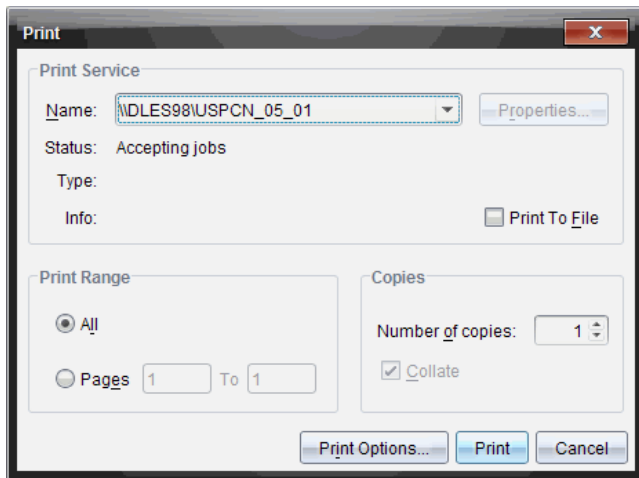 Print
Print Service
Name: \\DLES98\USPCN_05_01 Properties...
Status: Accepting jobs
Type:
Info: Print To File
Print Range
All
Pages 1 To 1
Copies
Number of copies: 1
Collate
Print Options... Print Cancel